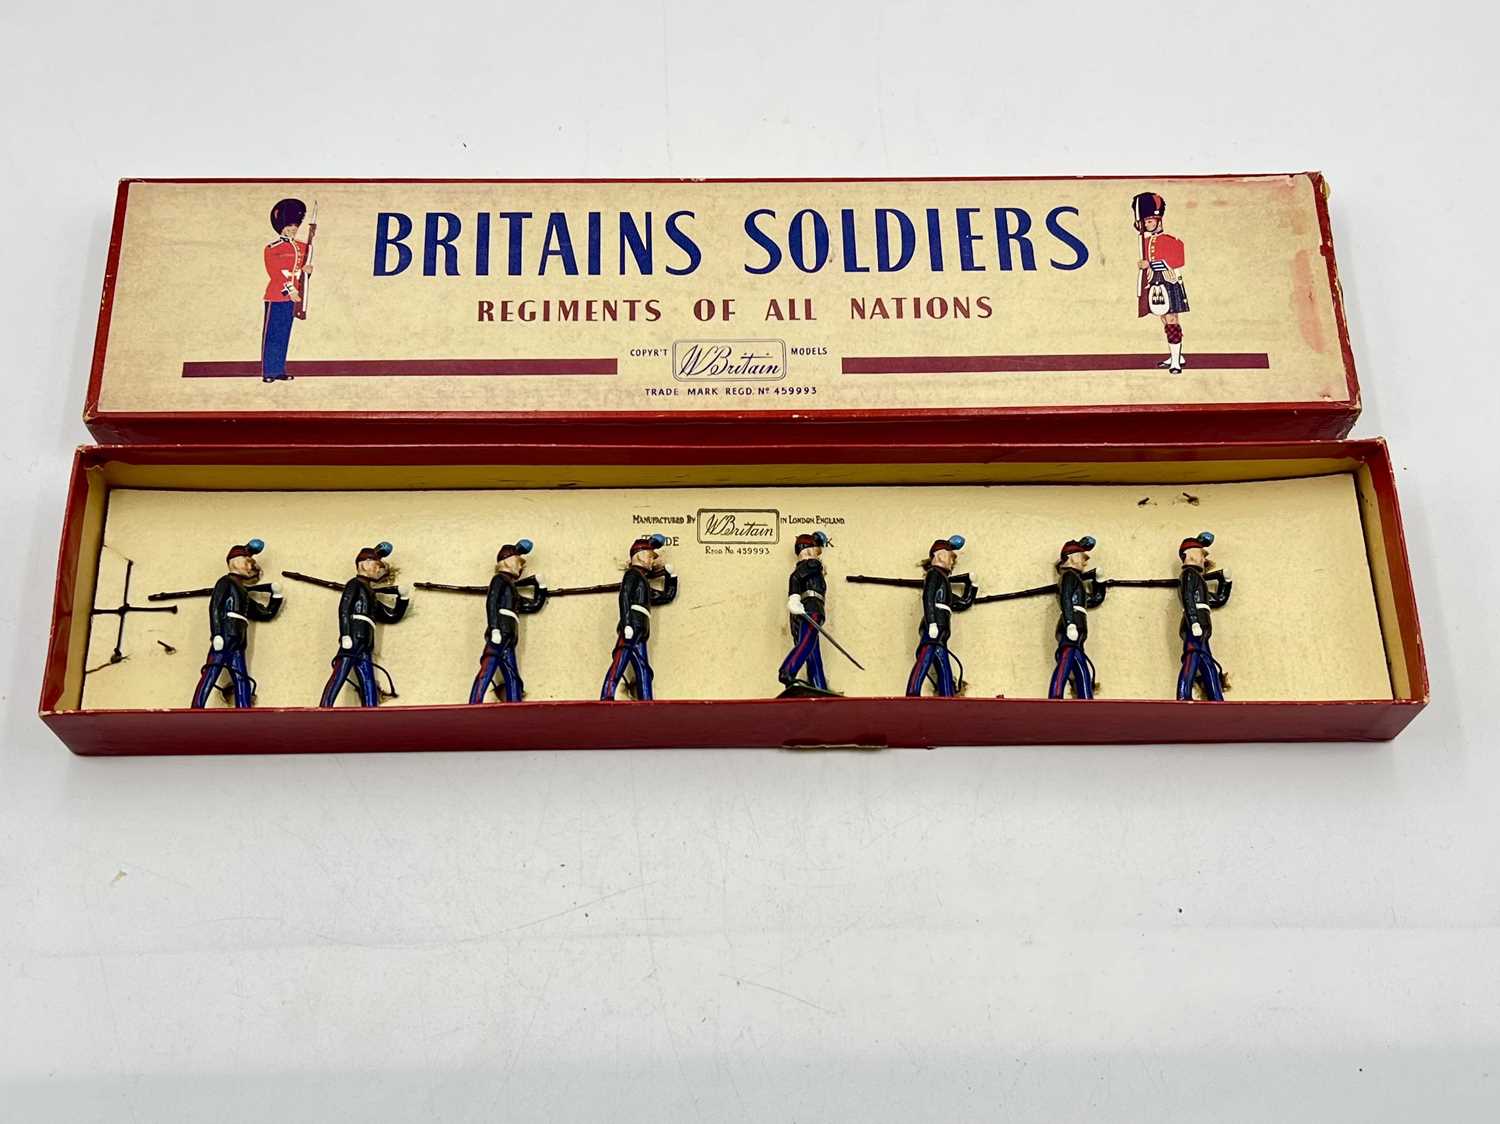 BRITAINS SOLDIERS
REGIMENTS OF ALL NATIONS
COPYR'T W Britain MODELS
TRADE MARK REGD. Nº 459993
MANUFACTURED BY W Britain IN LONDON, ENGLAND.
REGD No 459993